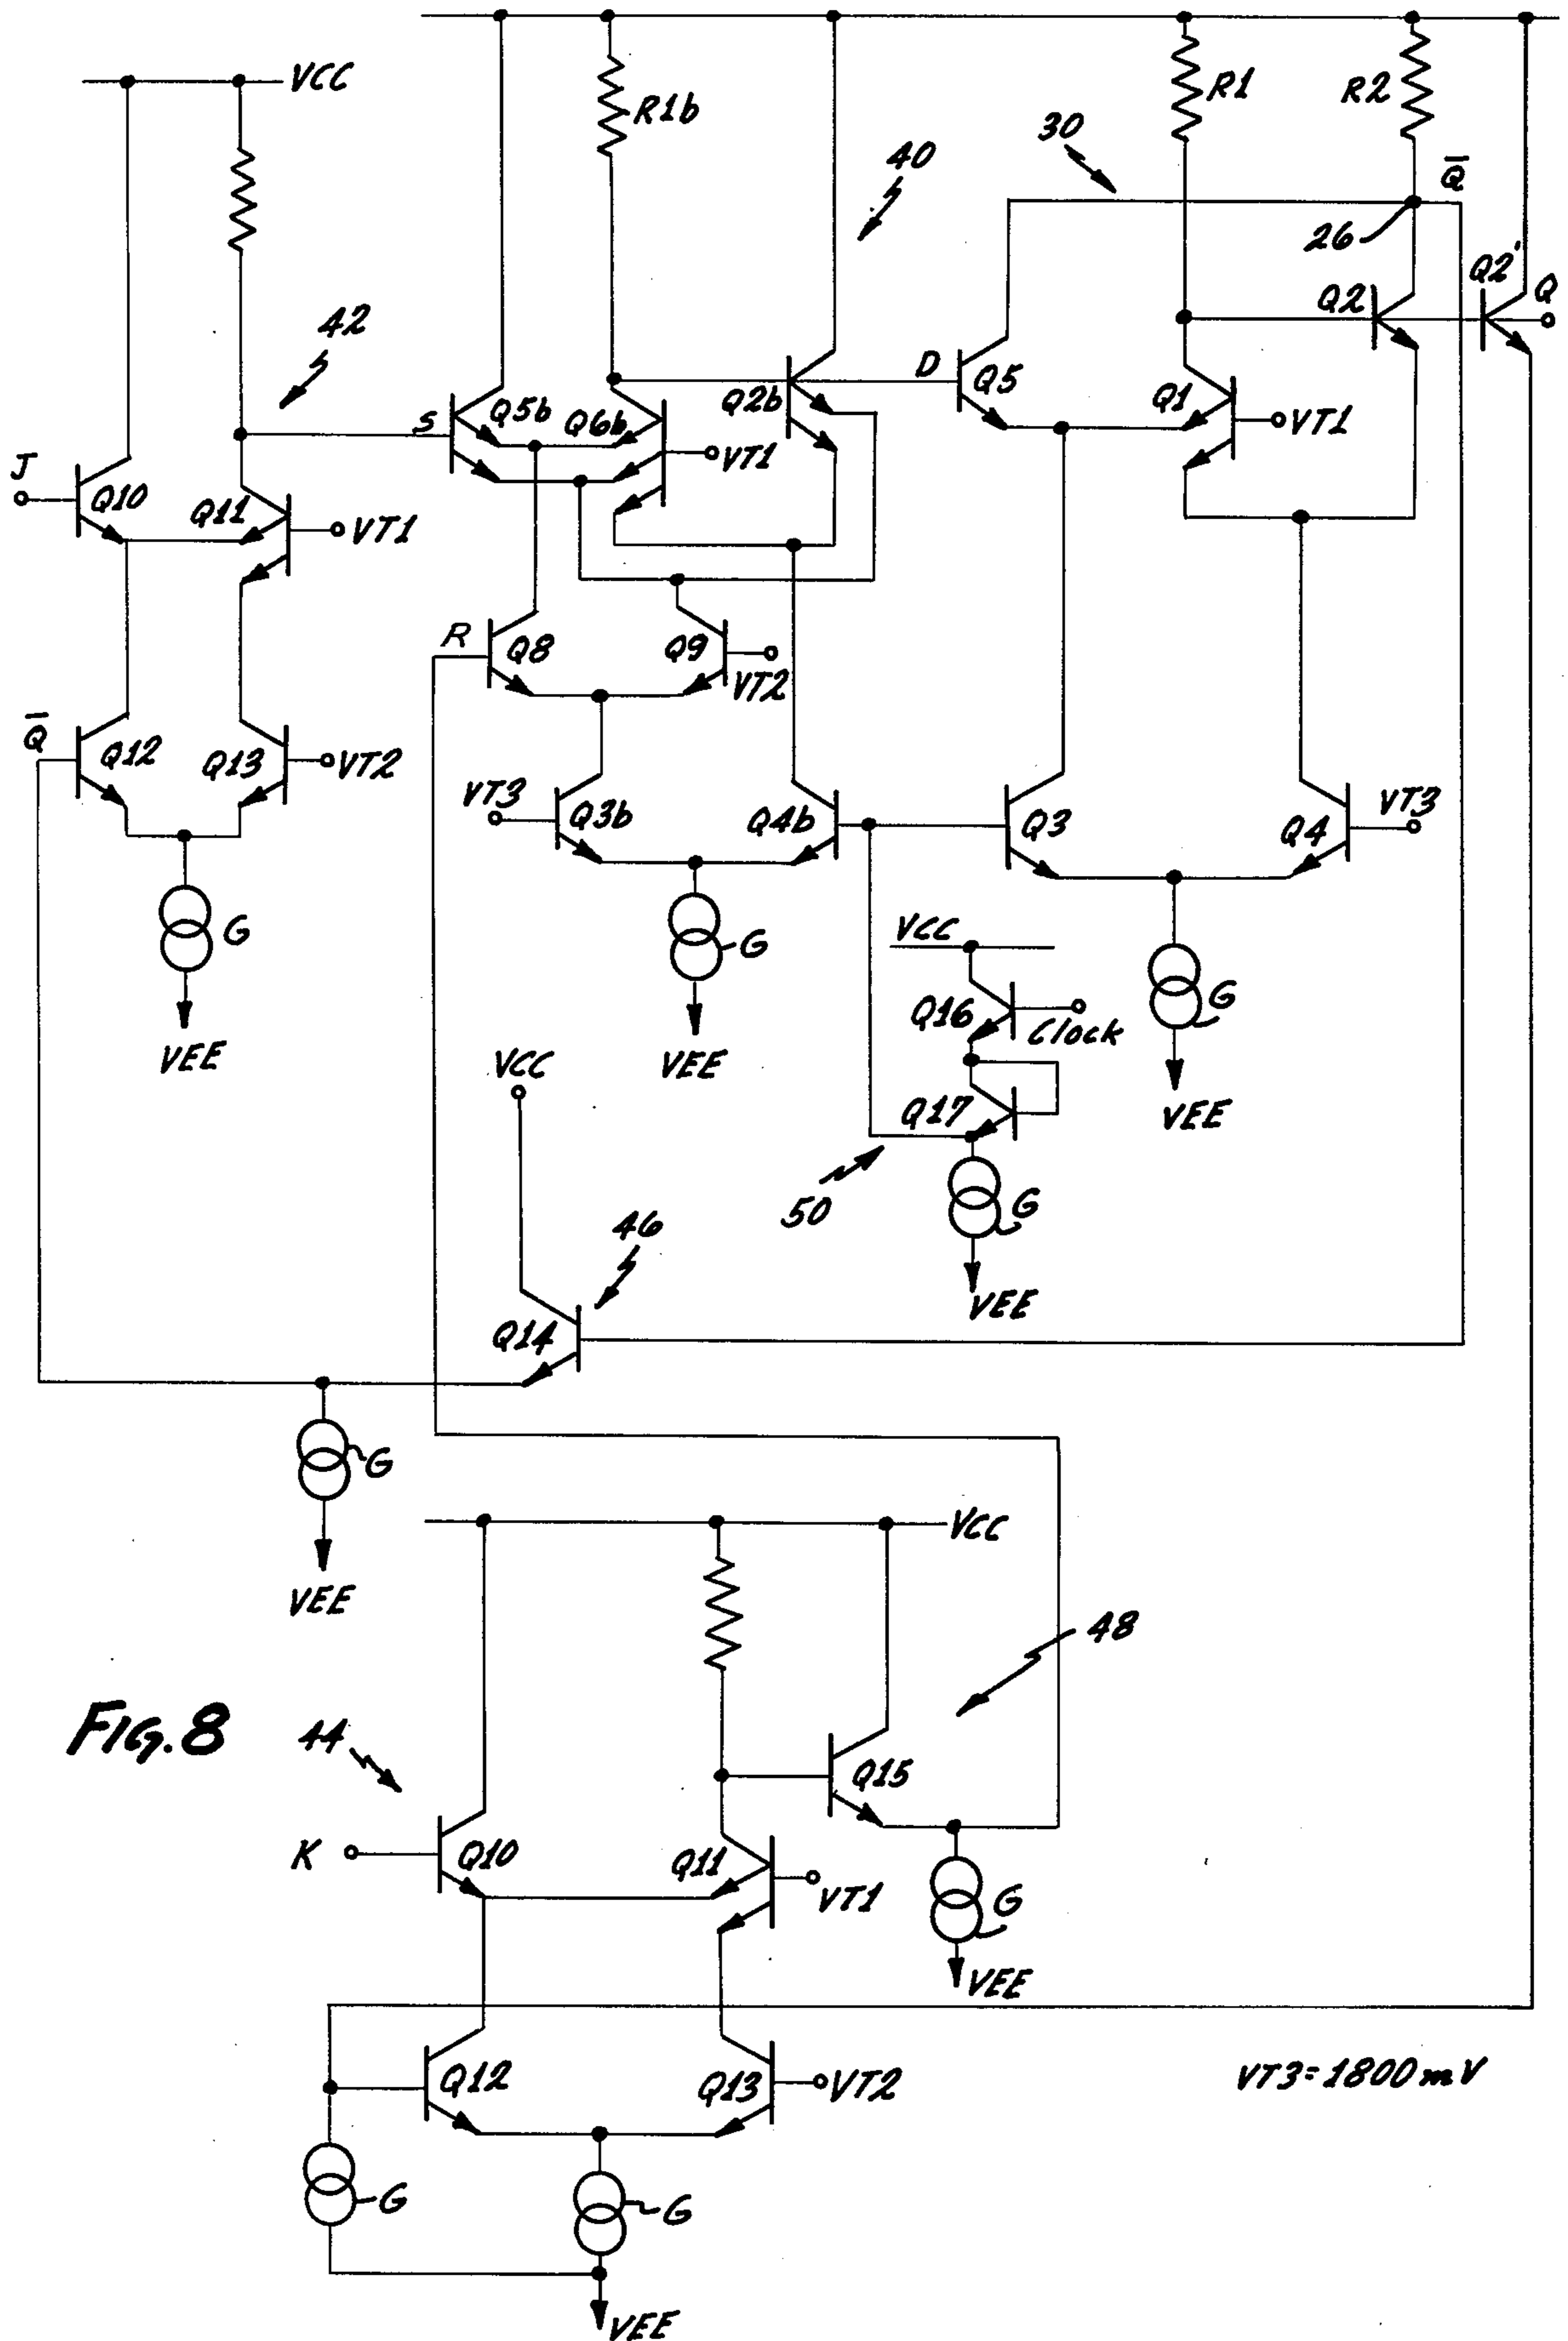 VCC
R1b
R1
R2
30
40
Q̅
26
Q2'
Q2
Q
42
D
Q5
Q1
VT1
S
Q5b
Q6b
Q2b
VT1
J
Q10
Q11
VT1
R
Q8
Q9
VT2
Q̅
Q12
Q13
VT2
VT3
Q3b
Q4b
Q3
Q4
VT3
G
VEE
G
VEE
VCC
Q16
Clock
G
VEE
Q17
VCC
50
G
VEE
46
Q14
G
VEE
VCC
48
FIG. 8
44
Q15
K
Q10
Q11
VT1
G
VEE
Q12
Q13
VT2
VT3=1800mV
G
G
VEE